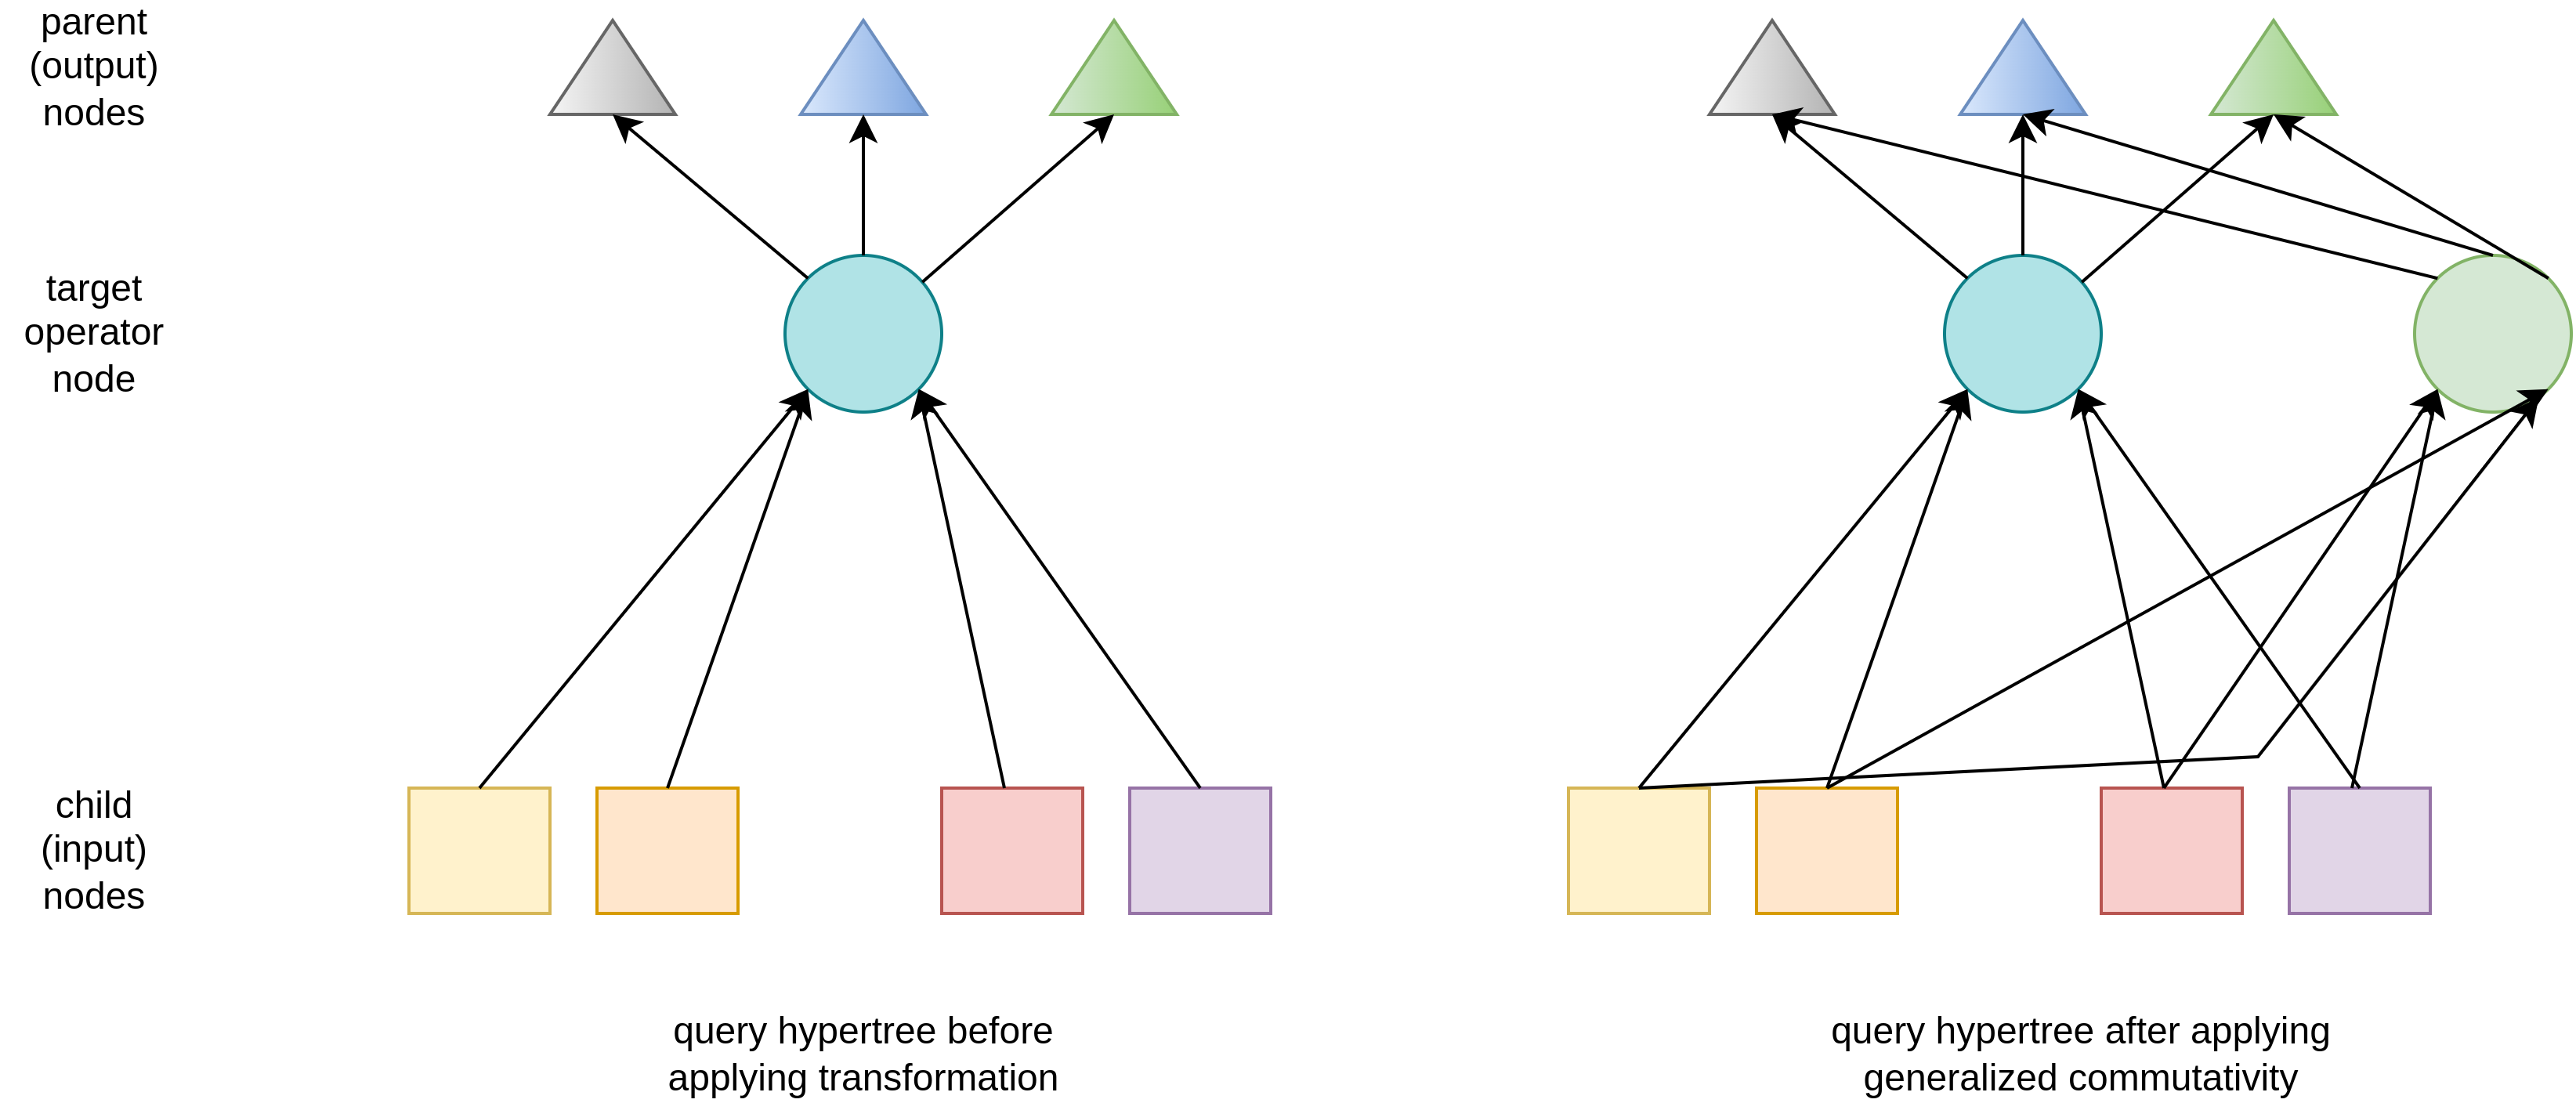 parent
(output)
nodes
target
operator
node
child
(input)
nodes
query hypertree before
applying transformation
query hypertree after applying
generalized commutativity